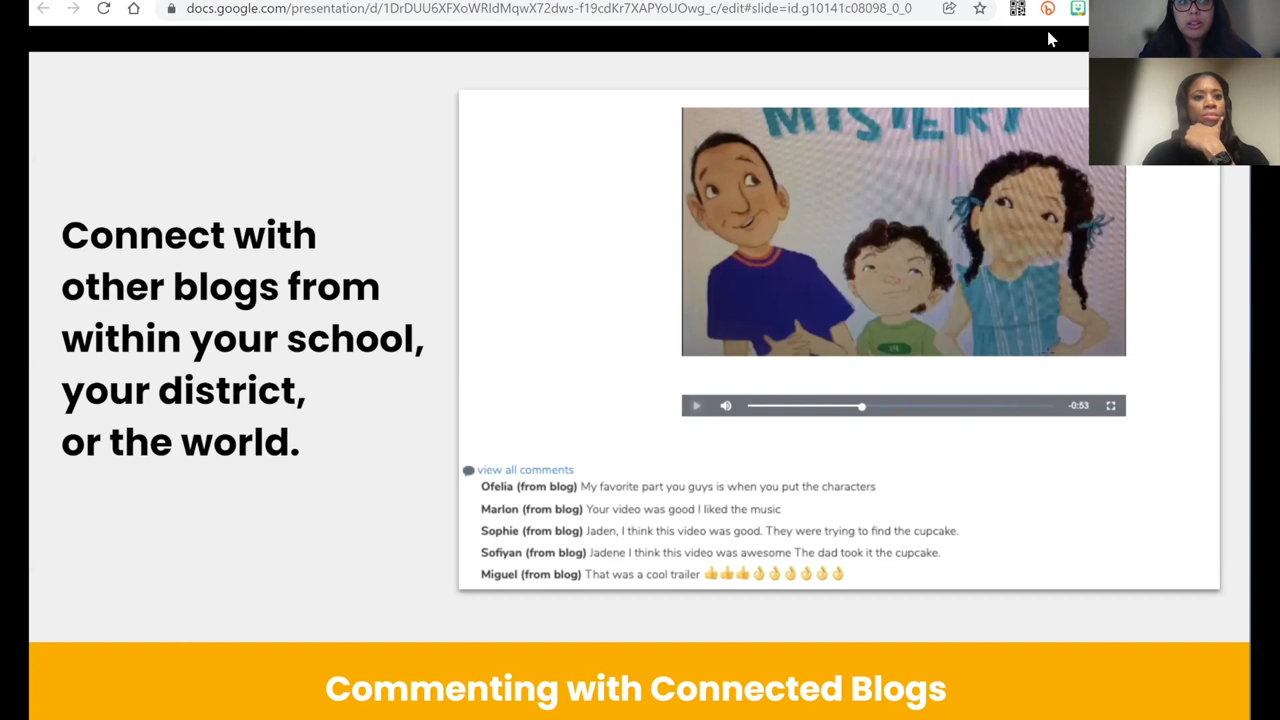 docs.google.com/presentation/d/1DrDUU6XFXoWRldMqwX72dws-f19cdKr7XAPYoUOwg_c/edit#slide=id.g10141c08098_0_0
MYSTERY
Connect with
other blogs from
within your school,
your district,
or the world.
-0:53
view all comments
Ofelia (from blog) My favorite part you guys is when you put the characters
Marlon (from blog) Your video was good I liked the music
Sophie (from blog) Jaden, I think this video was good. They were trying to find the cupcake.
Sofiyan (from blog) Jadene I think this video was awesome The dad took it the cupcake.
Miguel (from blog) That was a cool trailer 👍👍👍👌👌👌👌👌👌
Commenting with Connected Blogs